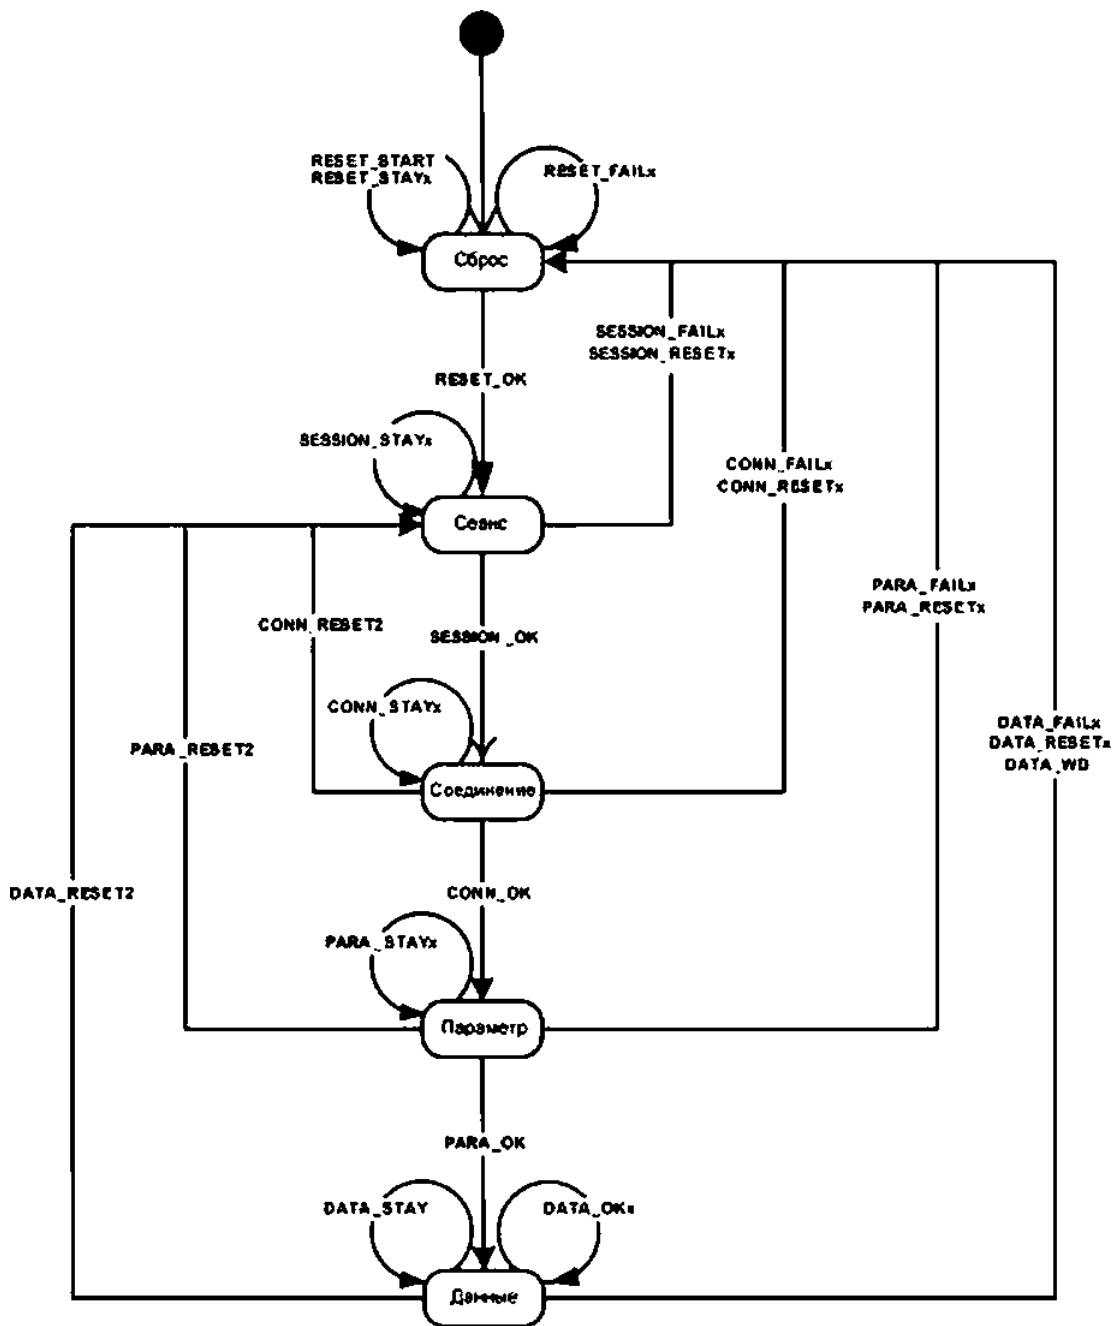 RESET_START
RESET_STAYx
RESET_FAILx
Сброс
SESSION_FAILx
SESSION_RESETx
RESET_OK
SESSION_STAYx
CONN_FAILx
CONN_RESETx
Сеанс
PARA_FAILx
PARA_RESETx
CONN_RESET2
SESSION_OK
CONN_STAYx
DATA_FAILx
DATA_RESETx
DATA_WD
PARA_RESET2
Соединение
DATA_RESET2
CONN_OK
PARA_STAYx
Параметр
PARA_OK
DATA_STAY
DATA_OKx
Данные